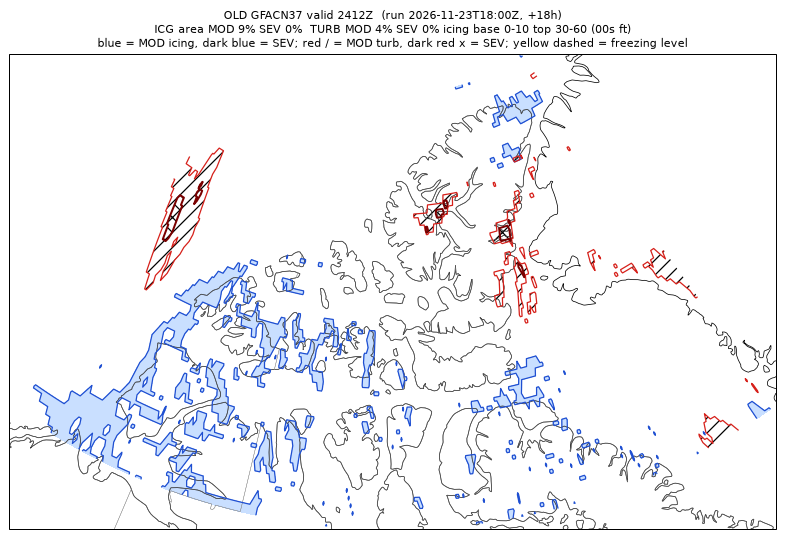 OLD GFACN37 valid 2412Z (run 2026-11-23T18:00Z, +18h)
ICG area MOD 9% SEV 0% TURB MOD 4% SEV 0% icing base 0-10 top 30-60 (00s ft)
blue = MOD icing, dark blue = SEV; red / = MOD turb, dark red x = SEV; yellow dashed = freezing level